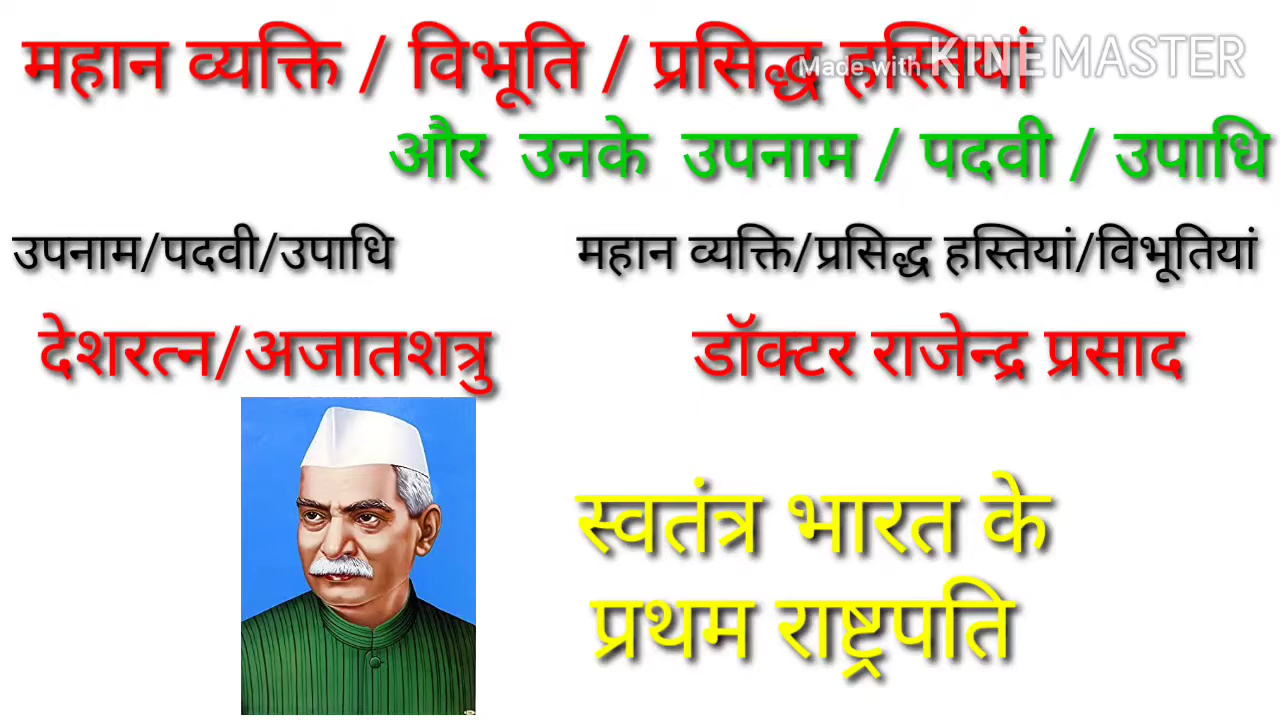 महान व्यक्ति / विभूति / प्रसिद्ध हस्तियां
Made with KINEMASTER
और उनके उपनाम / पदवी / उपाधि
उपनाम/पदवी/उपाधि
महान व्यक्ति/प्रसिद्ध हस्तियां/विभूतियां
देशरत्न/अजातशत्रु
डॉक्टर राजेन्द्र प्रसाद
स्वतंत्र भारत के
प्रथम राष्ट्रपति